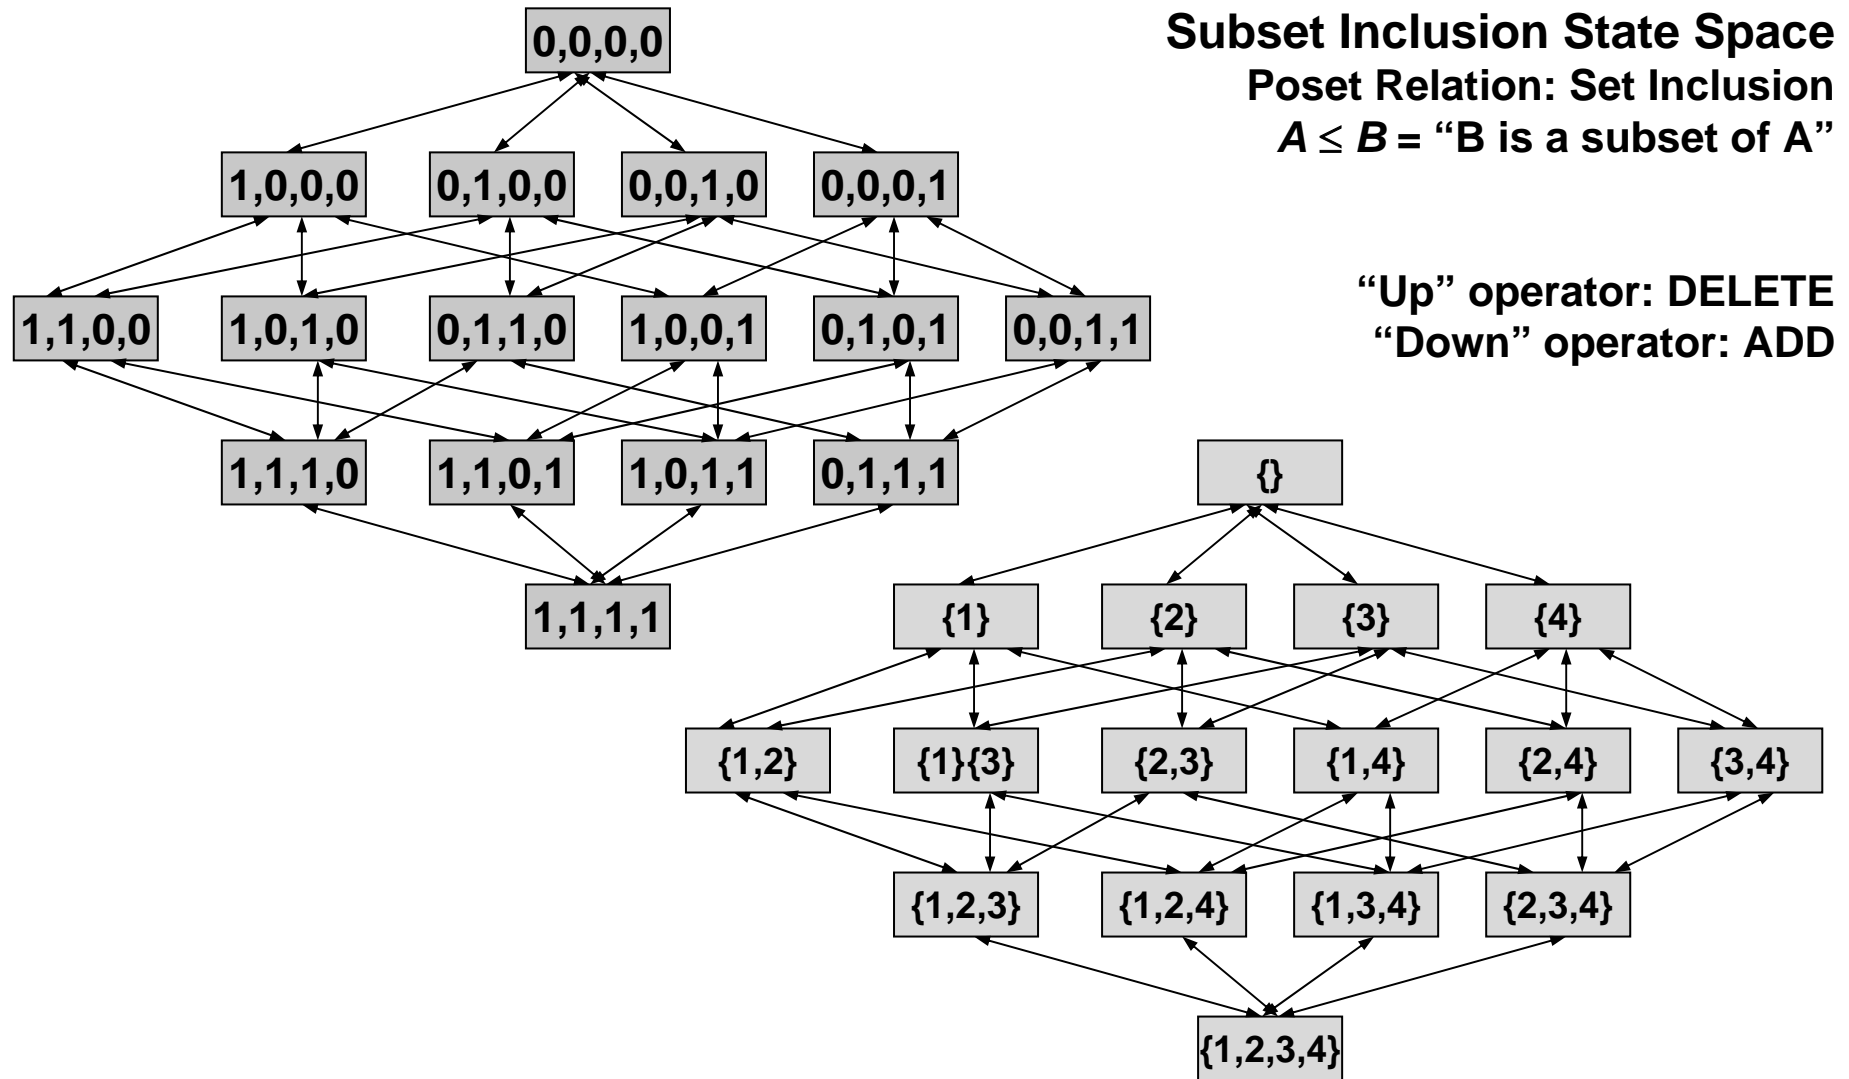 Subset Inclusion State Space
Poset Relation: Set Inclusion
A ≤ B = “B is a subset of A”
“Up” operator: DELETE
“Down” operator: ADD
0,0,0,0
1,0,0,0 0,1,0,0 0,0,1,0 0,0,0,1
1,1,0,0 1,0,1,0 0,1,1,0 1,0,0,1 0,1,0,1 0,0,1,1
1,1,1,0 1,1,0,1 1,0,1,1 0,1,1,1
1,1,1,1
{}
{1} {2} {3} {4}
{1,2} {1}{3} {2,3} {1,4} {2,4} {3,4}
{1,2,3} {1,2,4} {1,3,4} {2,3,4}
{1,2,3,4}